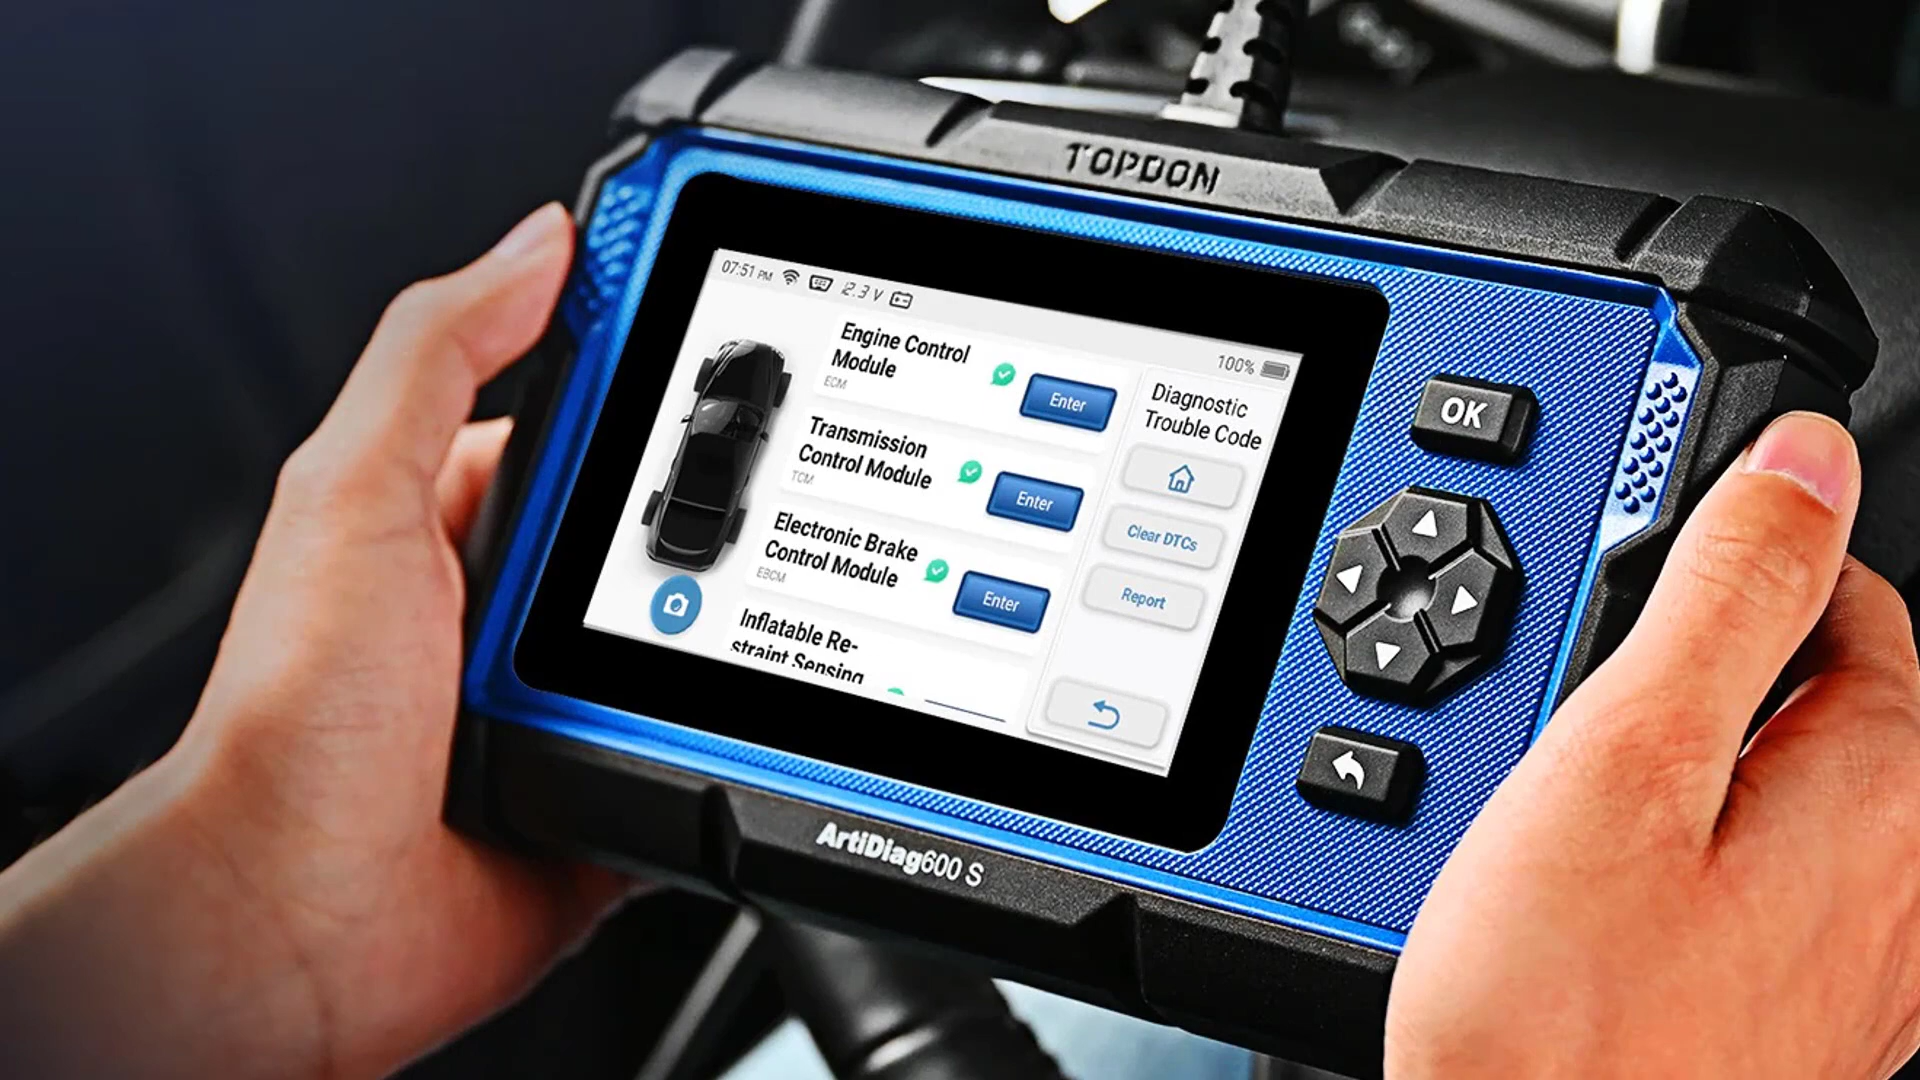 TOPDON
07:51 PM 12.3 V
100%
Engine Control
Module
ECM
Enter
Transmission
Control Module
TCM
Enter
Electronic Brake
Control Module
EBCM
Enter
Inflatable Re-
straint Sensing
Diagnostic
Trouble Code
Clear DTCs
Report
OK
ArtiDiag600 S